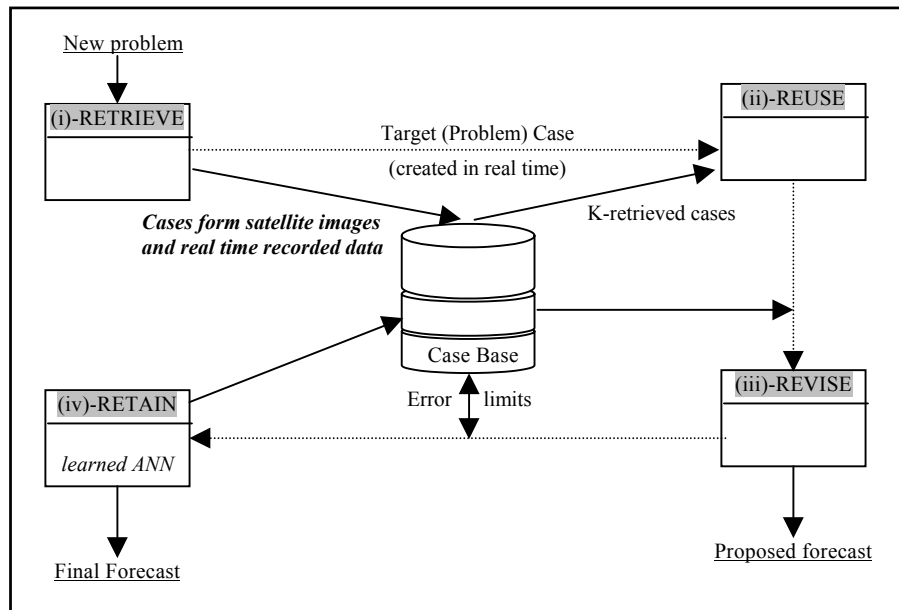 New problem
(i)-RETRIEVE
(ii)-REUSE
Target (Problem) Case
(created in real time)
K-retrieved cases
Cases form satellite images
and real time recorded data
Case Base
(iv)-RETAIN
learned ANN
Error limits
(iii)-REVISE
Final Forecast
Proposed forecast